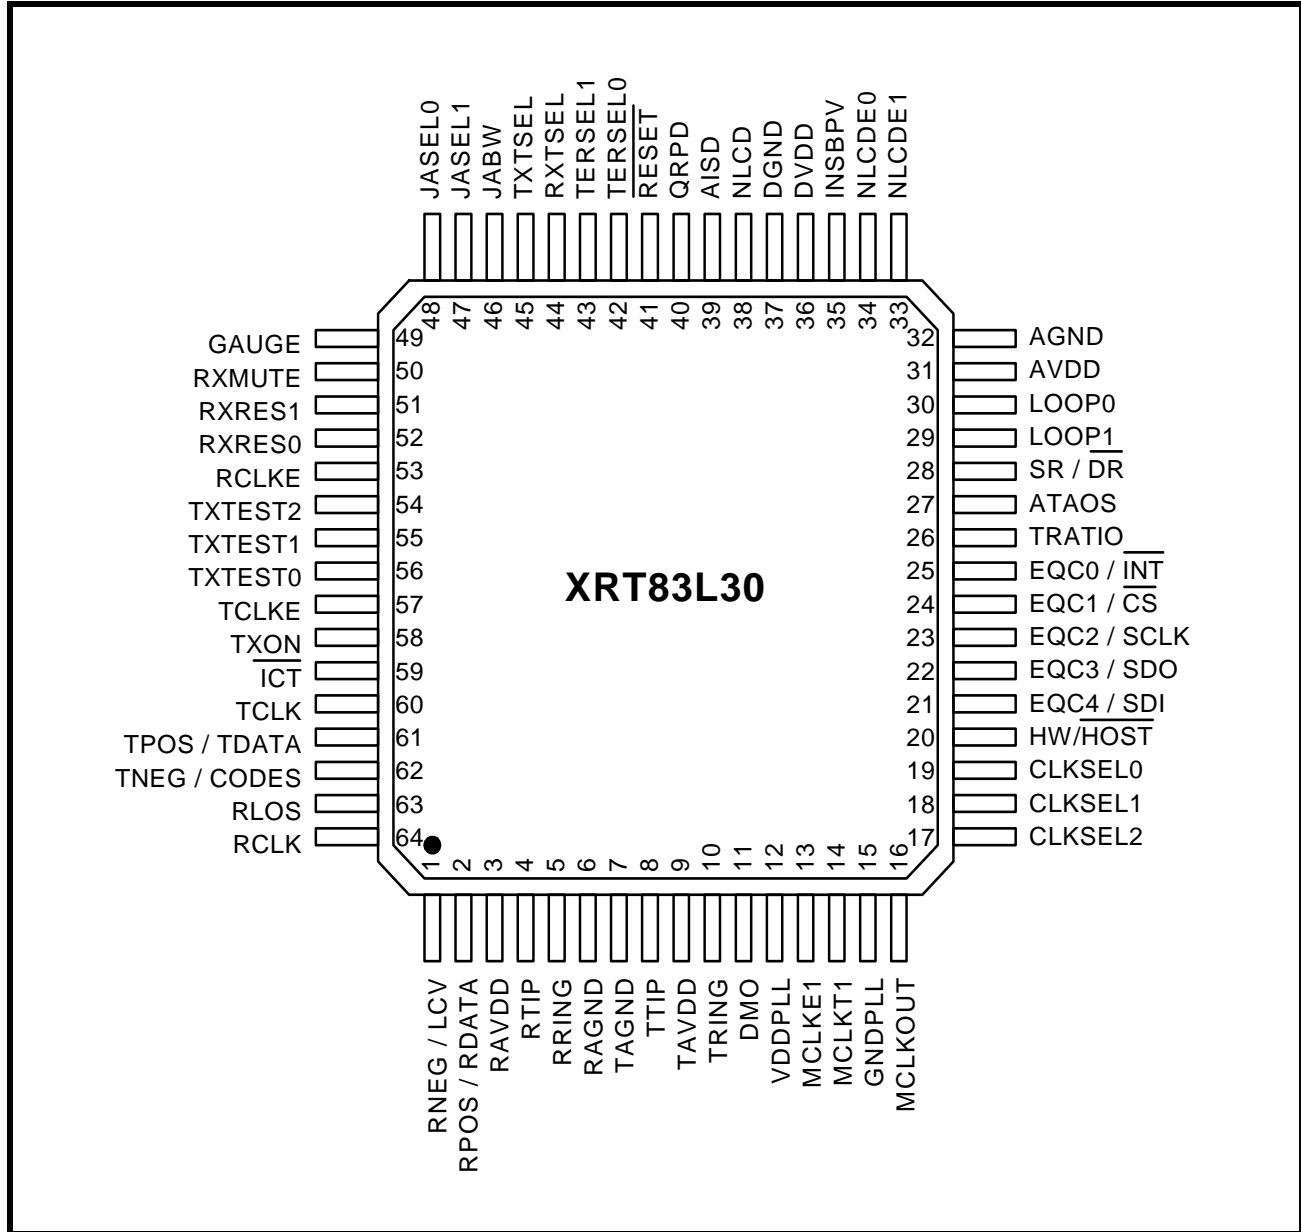 JASEL0
JASEL1
JABW
TXTSEL
RXTSEL
TERSEL1
TERSEL0
RESET
QRPD
AISD
NLCD
DGND
DVDD
INSBPV
NLCDE0
NLCDE1
48
47
46
45
44
43
42
41
40
39
38
37
36
35
34
33
GAUGE 49
RXMUTE 50
RXRES1 51
RXRES0 52
RCLKE 53
TXTEST2 54
TXTEST1 55
TXTEST0 56
TCLKE 57
TXON 58
ICT 59
TCLK 60
TPOS / TDATA 61
TNEG / CODES 62
RLOS 63
RCLK 64
XRT83L30
32 AGND
31 AVDD
30 LOOP0
29 LOOP1
28 SR / DR
27 ATAOS
26 TRATIO
25 EQC0 / INT
24 EQC1 / CS
23 EQC2 / SCLK
22 EQC3 / SDO
21 EQC4 / SDI
20 HW/HOST
19 CLKSEL0
18 CLKSEL1
17 CLKSEL2
1
2
3
4
5
6
7
8
9
10
11
12
13
14
15
16
RNEG / LCV
RPOS / RDATA
RAVDD
RTIP
RRING
RAGND
TAGND
TTIP
TAVDD
TRING
DMO
VDDPLL
MCLKE1
MCLKT1
GNDPLL
MCLKOUT